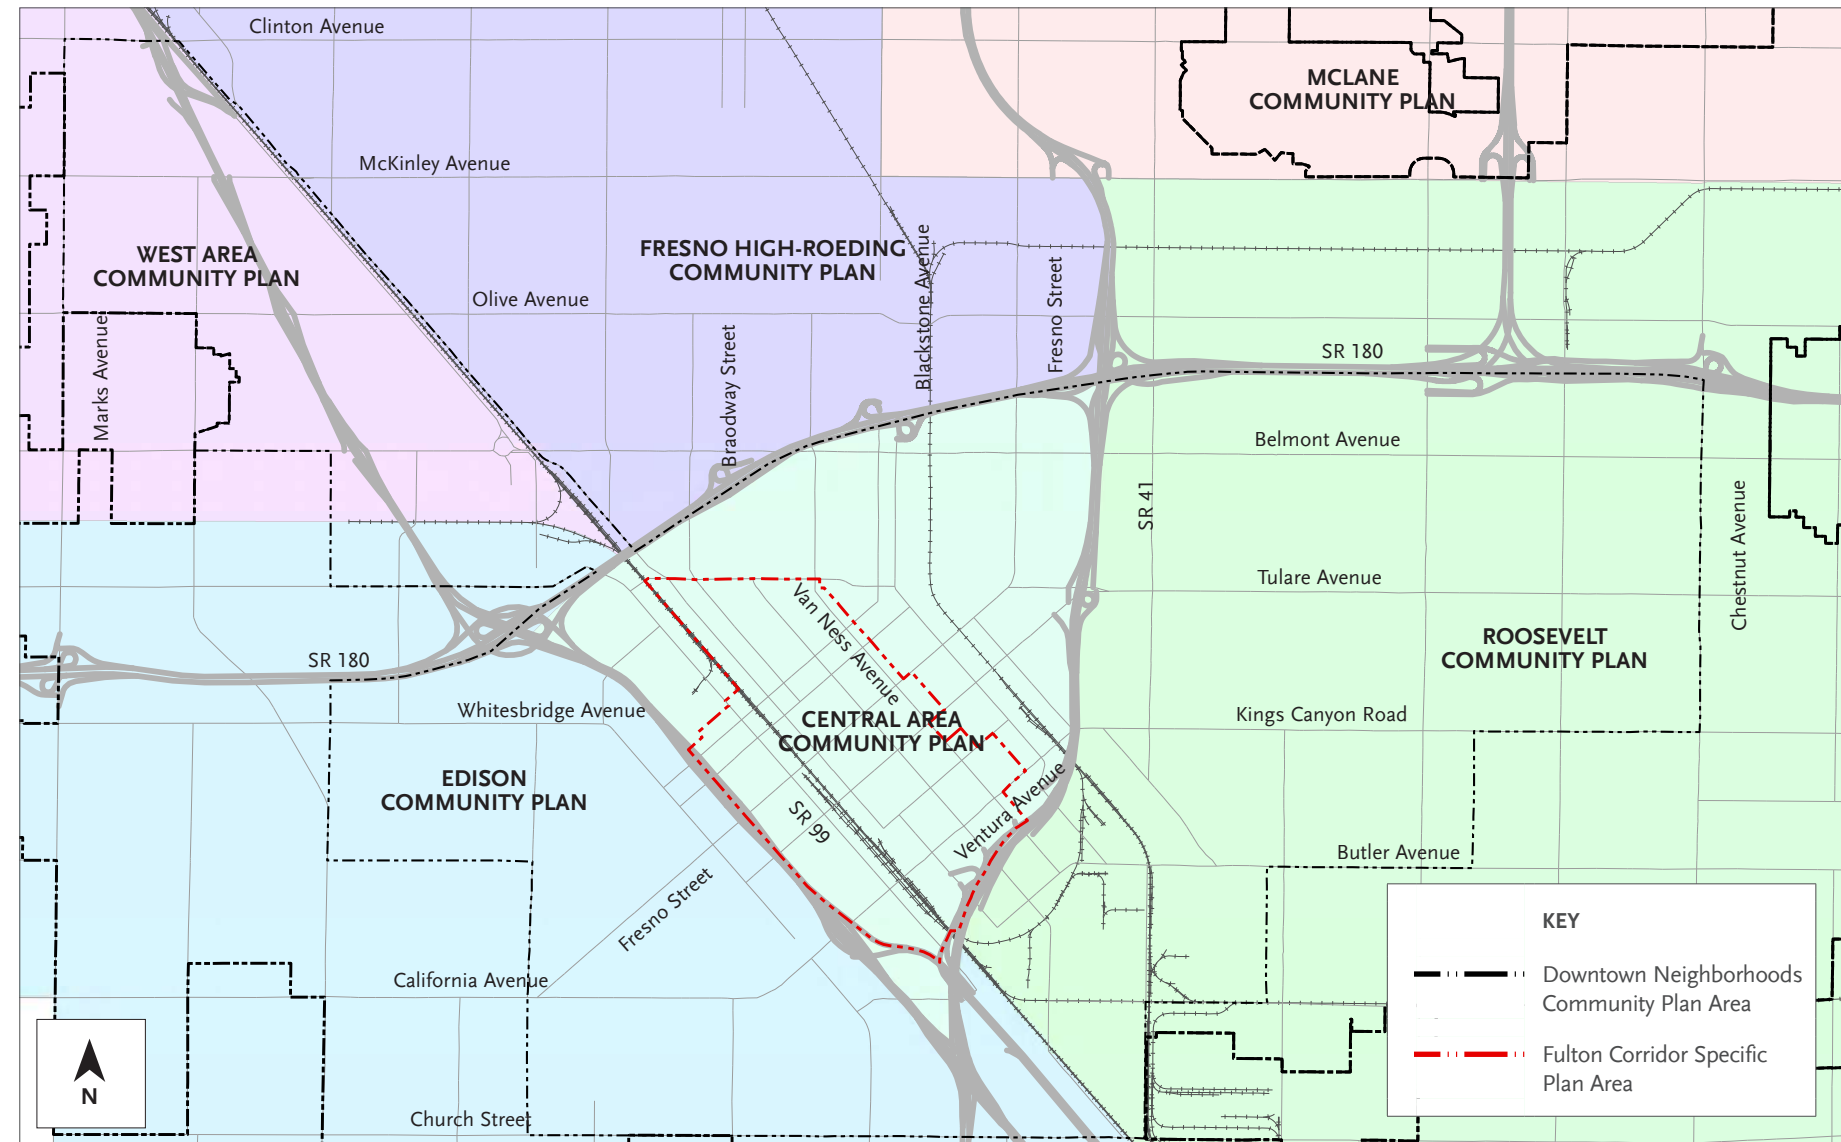 Clinton Avenue
MCLANE
COMMUNITY PLAN
McKinley Avenue
WEST AREA
COMMUNITY PLAN
FRESNO HIGH-ROEDING
COMMUNITY PLAN
Olive Avenue
Marks Avenue
Braodway Street
Blackstone Avenue
Fresno Street
SR 180
Belmont Avenue
SR 41
Chestnut Avenue
Tulare Avenue
Van Ness Avenue
ROOSEVELT
COMMUNITY PLAN
SR 180
Whitesbridge Avenue
CENTRAL AREA
COMMUNITY PLAN
Kings Canyon Road
EDISON
COMMUNITY PLAN
SR 99
Ventura Avenue
Butler Avenue
Fresno Street
California Avenue
Church Street
N
KEY
Downtown Neighborhoods
Community Plan Area
Fulton Corridor Specific
Plan Area